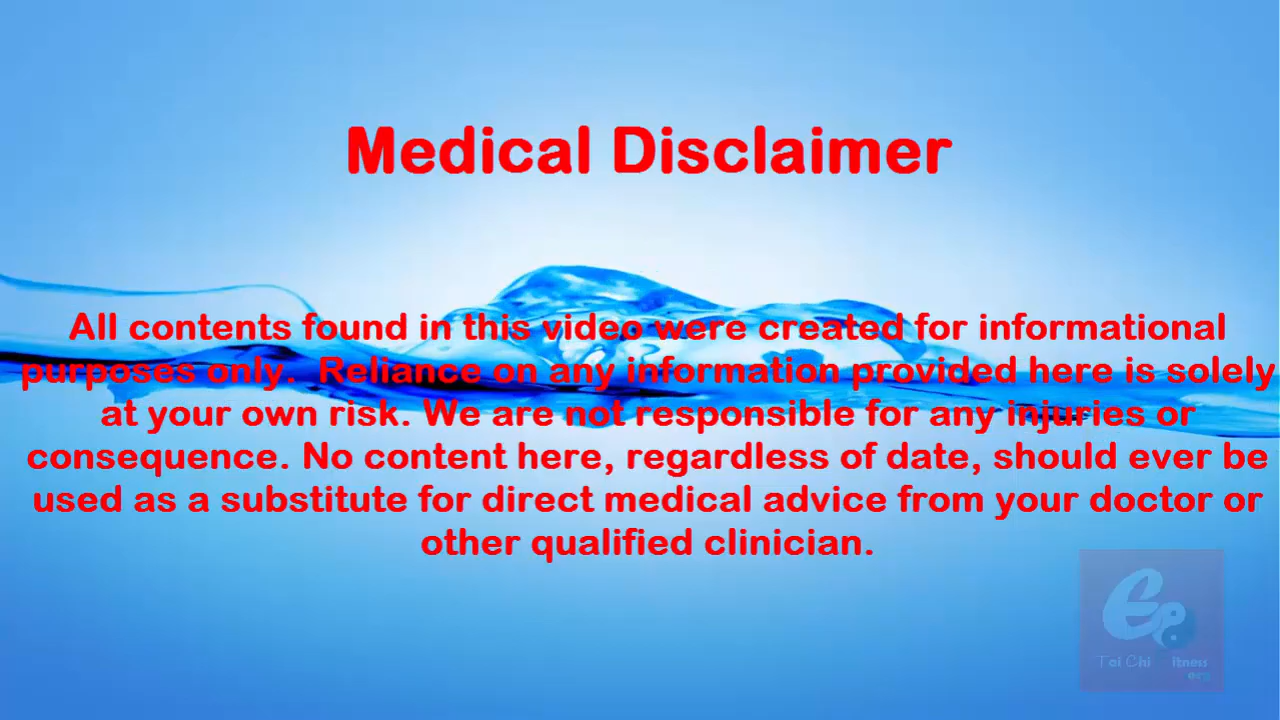 Medical Disclaimer
All contents found in this video were created for informational
purposes only.  Reliance on any information provided here is solely
at your own risk. We are not responsible for any injuries or
consequence. No content here, regardless of date, should ever be
used as a substitute for direct medical advice from your doctor or
other qualified clinician.
Tai Chi itness
.org